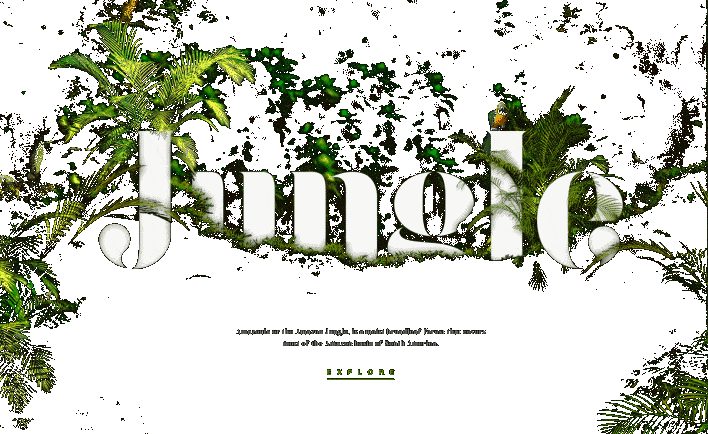 Jungle
Amazonia or the Amazon Jungle, is a moist broadleaf forest that covers
most of the Amazon basin of South America.
EXPLORE